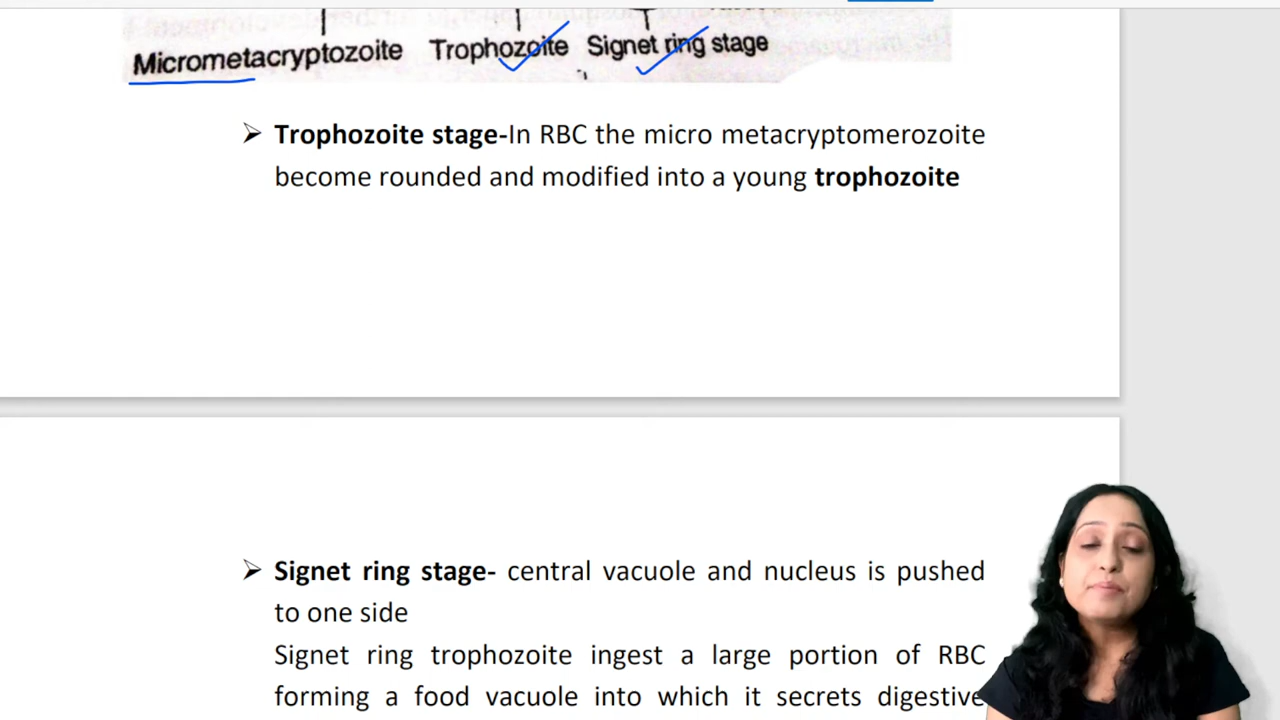 Micrometacryptozoite Trophozoite Signet ring stage
➢ Trophozoite stage-In RBC the micro metacryptomerozoite
become rounded and modified into a young trophozoite
➢ Signet ring stage- central vacuole and nucleus is pushed
to one side
Signet ring trophozoite ingest a large portion of RBC
forming a food vacuole into which it secrets digestive